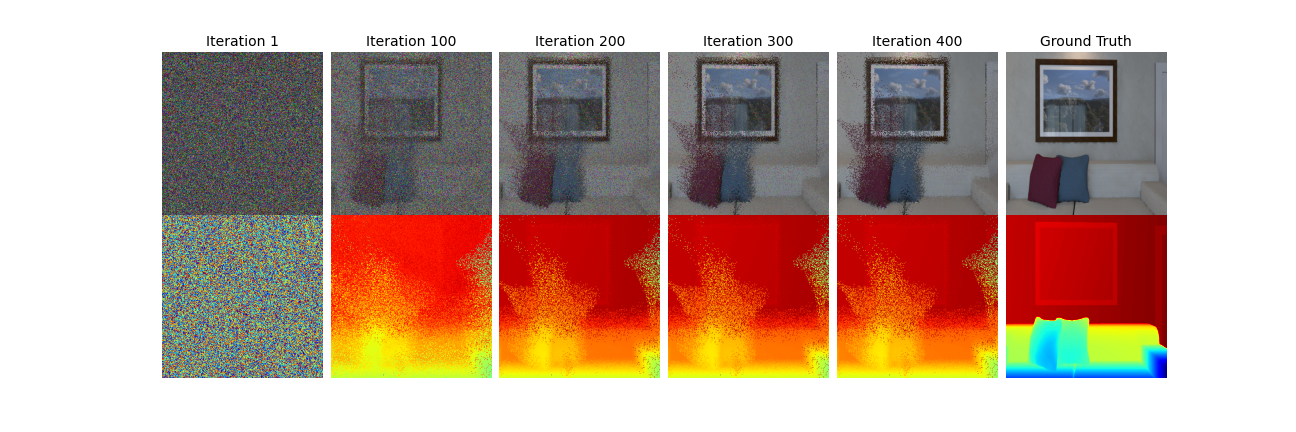 Iteration 1
Iteration 100
Iteration 200
Iteration 300
Iteration 400
Ground Truth